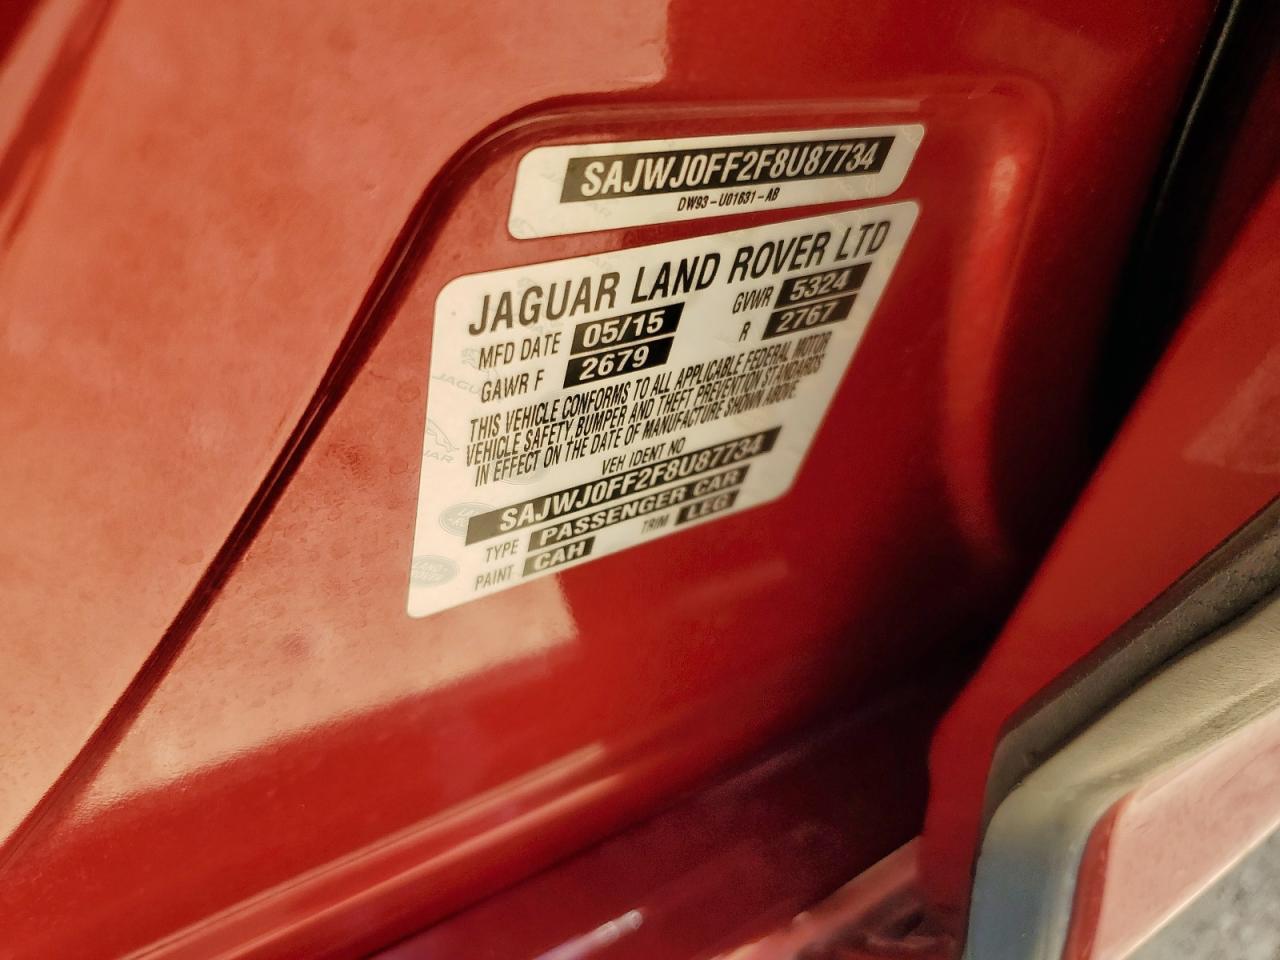 SAJWJ0FF2F8U87734
DW93-U01631-AB
JAGUAR LAND ROVER LTD
MFD DATE 05/15 GVWR 5324
GAWR F 2679 R 2767
THIS VEHICLE CONFORMS TO ALL APPLICABLE FEDERAL MOTOR
VEHICLE SAFETY, BUMPER AND THEFT PREVENTION STANDARDS
IN EFFECT ON THE DATE OF MANUFACTURE SHOWN ABOVE.
VEH IDENT NO
SAJWJ0FF2F8U87734
TYPE PASSENGER CAR
PAINT CAH TRIM LEG